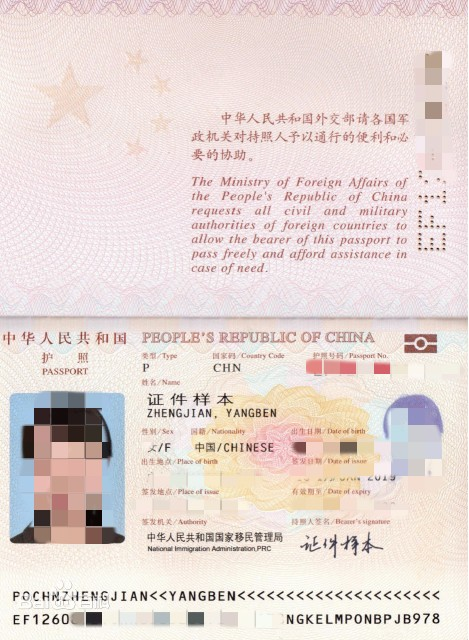 中华人民共和国外交部请各国军
政机关对持照人予以通行的便利和必
要的协助。
The Ministry of Foreign Affairs of
the People's Republic of China
requests all civil and military
authorities of foreign countries to
allow the bearer of this passport to
pass freely and afford assistance in
case of need.
中华人民共和国 PEOPLE'S REPUBLIC OF CHINA
护照
PASSPORT
类型/Type 国家码/Country Code 护照号码/Passport No.
P CHN
姓名/Name
证件样本
ZHENGJIAN, YANGBEN
性别/Sex 国籍/Nationality 出生日期/Date of birth
女/F 中国/CHINESE
出生地点/Place of birth 签发日期/Date of issue
2019
签发地点/Place of issue 有效期至/Date of expiry
签发机关/Authority 持照人签名/Bearer's signature
中华人民共和国国家移民管理局
National Immigration Administration,PRC
证件样本
POCHNZHENGJIAN<<YANGBEN<<<<<<<<<<<<<<<<<<<<<
EF1260 NGKELMPONBPJB978
Bai 百科